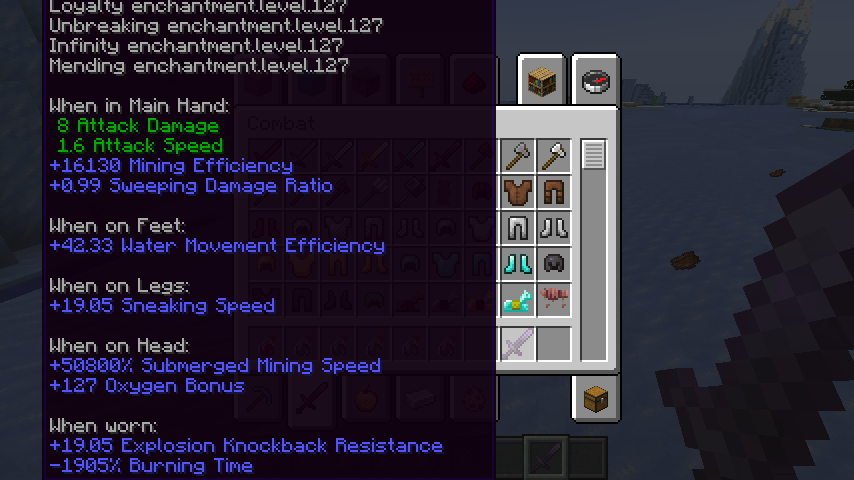 Loyalty enchantment.level.127
Unbreaking enchantment.level.127
Infinity enchantment.level.127
Mending enchantment.level.127
When in Main Hand:
8 Attack Damage
1.6 Attack Speed
+16130 Mining Efficiency
+0.99 Sweeping Damage Ratio
When on Feet:
+42.33 Water Movement Efficiency
When on Legs:
+19.05 Sneaking Speed
When on Head:
+50800% Submerged Mining Speed
+127 Oxygen Bonus
When worn:
+19.05 Explosion Knockback Resistance
-1905% Burning Time
Combat